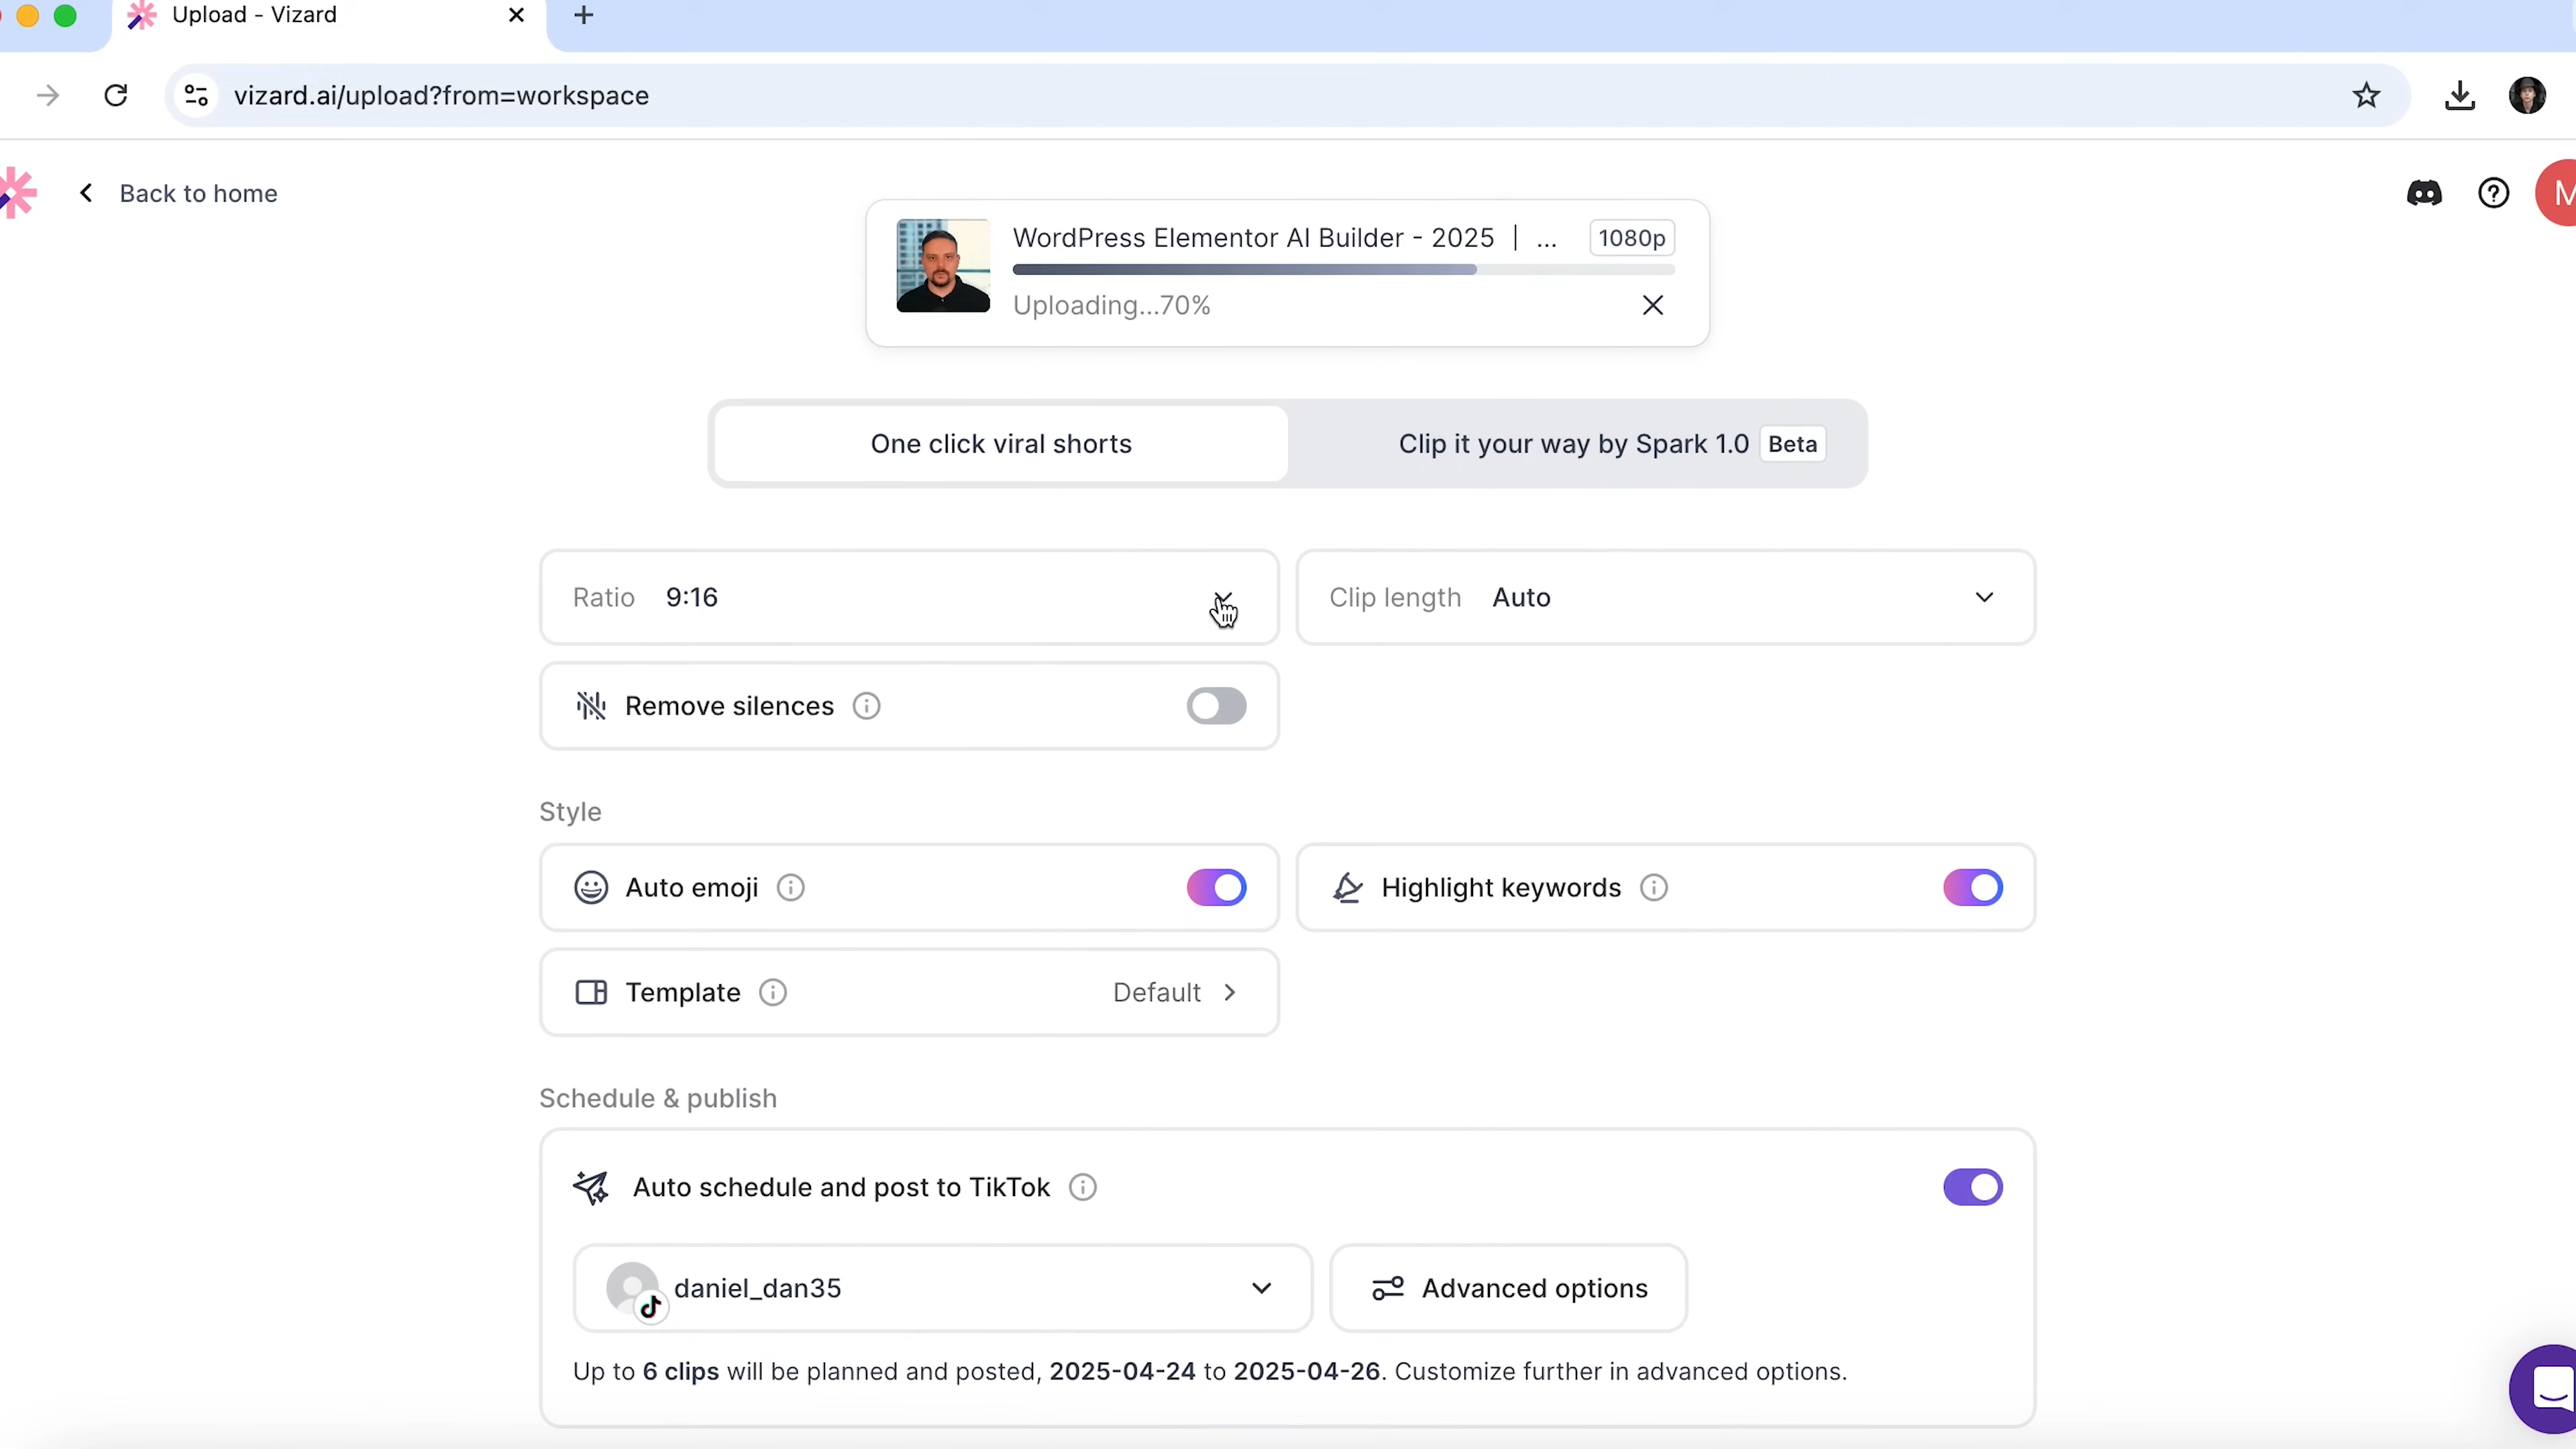 Upload - Vizard
vizard.ai/upload?from=workspace
Back to home
M
WordPress Elementor AI Builder - 2025 | ...
1080p
Uploading...70%
One click viral shorts
Clip it your way by Spark 1.0
Beta
Ratio 9:16
Clip length Auto
Remove silences
Style
Auto emoji
Highlight keywords
Template
Default
Schedule & publish
Auto schedule and post to TikTok
daniel_dan35
Advanced options
Up to 6 clips will be planned and posted, 2025-04-24 to 2025-04-26. Customize further in advanced options.